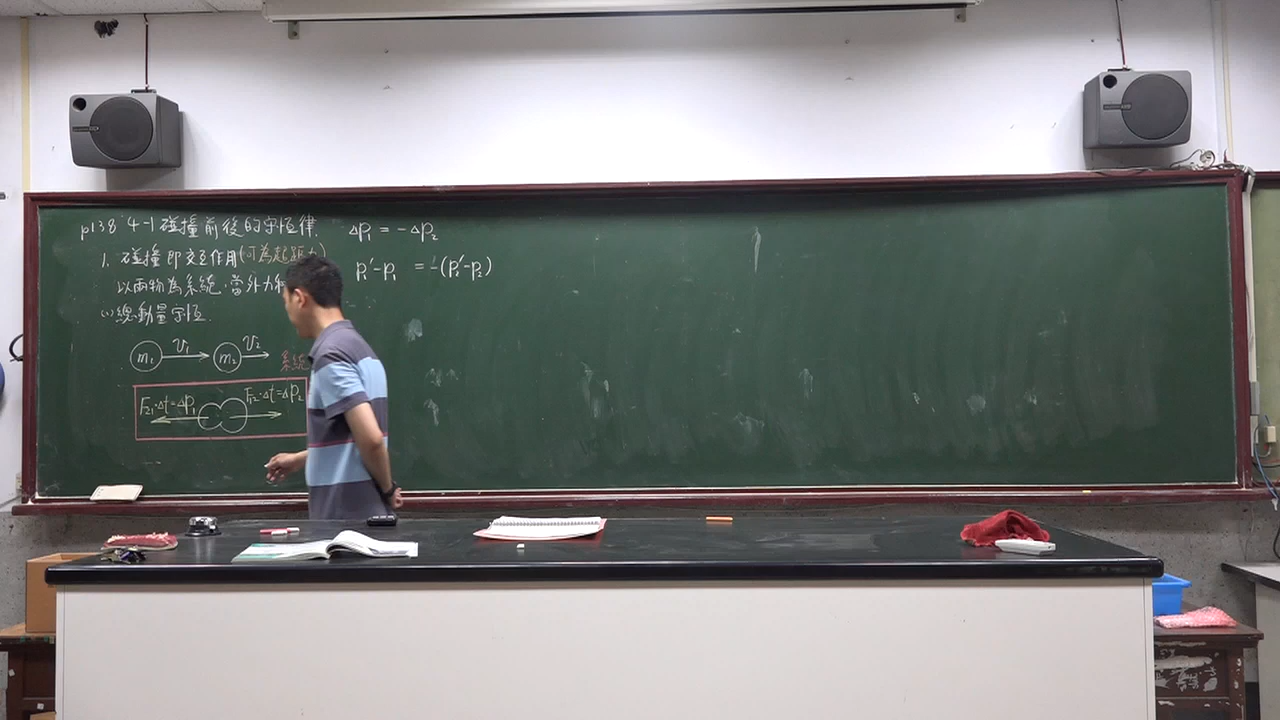 p138 4-1 碰撞前後的守恆律.
1. 碰撞即交互作用(可為超距力)
以兩物為系統,當外力
(1) 總動量守恆.
m₁ V₁ m₂ V₂ 系統
F₂₁·Δt=ΔP₁ F₁₂·Δt=ΔP₂
ΔP₁ = -ΔP₂
P₁'-P₁ = -(P₂'-P₂)